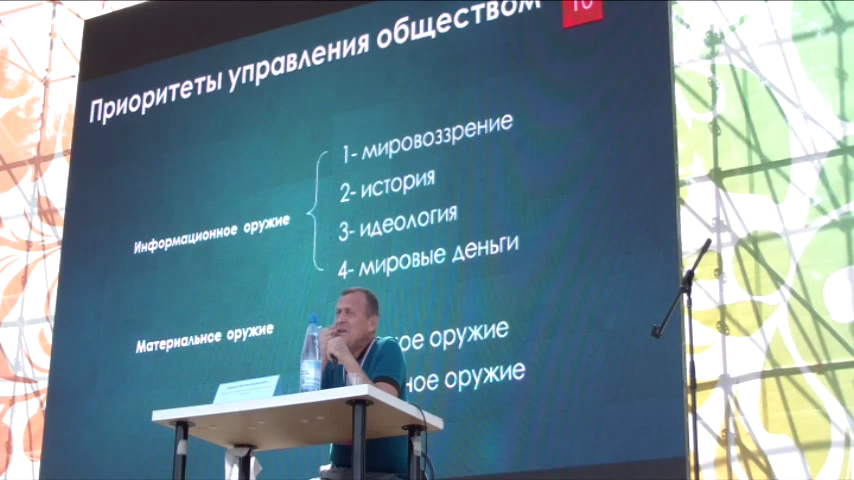 Приоритеты управления обществом
10
1- мировоззрение
2- история
3- идеология
4- мировые деньги
Информационное оружие
Материальное оружие
ое оружие
ное оружие